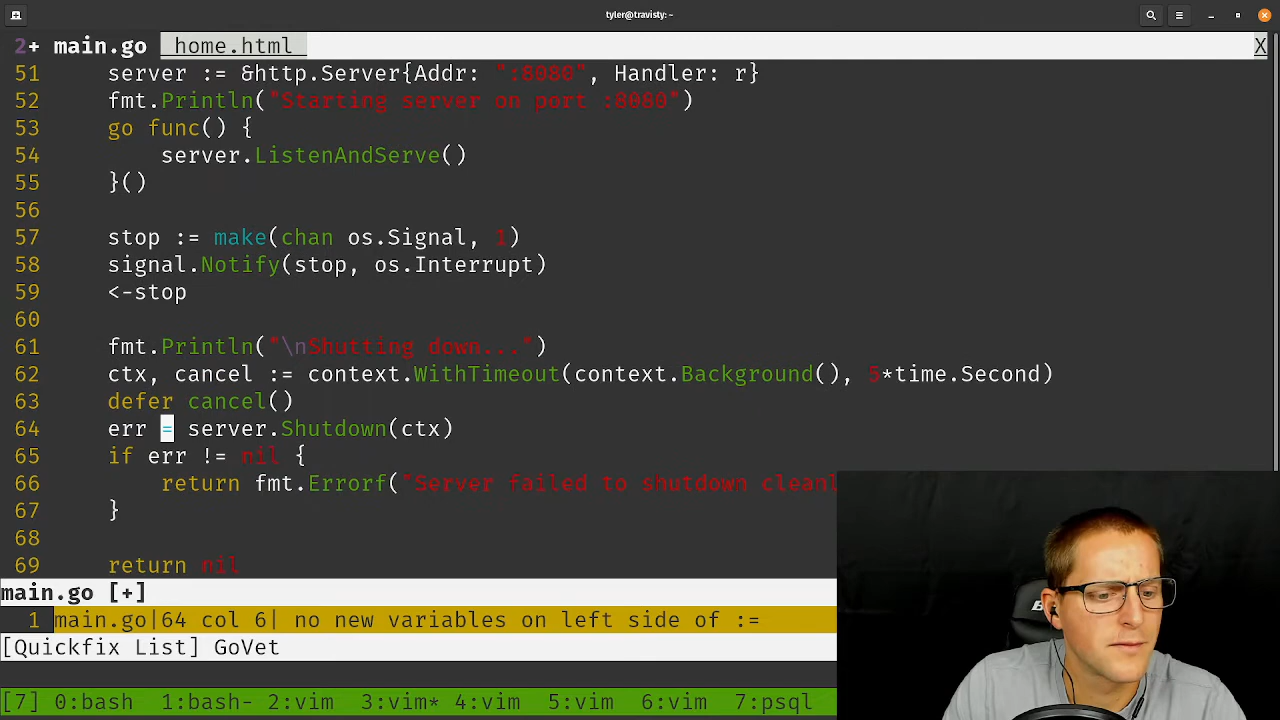 tyler@travisty: ~
2+ main.go home.html X
51 server := &http.Server{Addr: ":8080", Handler: r}
52 fmt.Println("Starting server on port :8080")
53 go func() {
54 server.ListenAndServe()
55 }()
56
57 stop := make(chan os.Signal, 1)
58 signal.Notify(stop, os.Interrupt)
59 <-stop
60
61 fmt.Println("\nShutting down...")
62 ctx, cancel := context.WithTimeout(context.Background(), 5*time.Second)
63 defer cancel()
64 err = server.Shutdown(ctx)
65 if err != nil {
66 return fmt.Errorf("Server failed to shutdown cleanl
67 }
68
69 return nil
main.go [+]
1 main.go|64 col 6| no new variables on left side of :=
[Quickfix List] GoVet
[7] 0:bash 1:bash- 2:vim 3:vim* 4:vim 5:vim 6:vim 7:psql